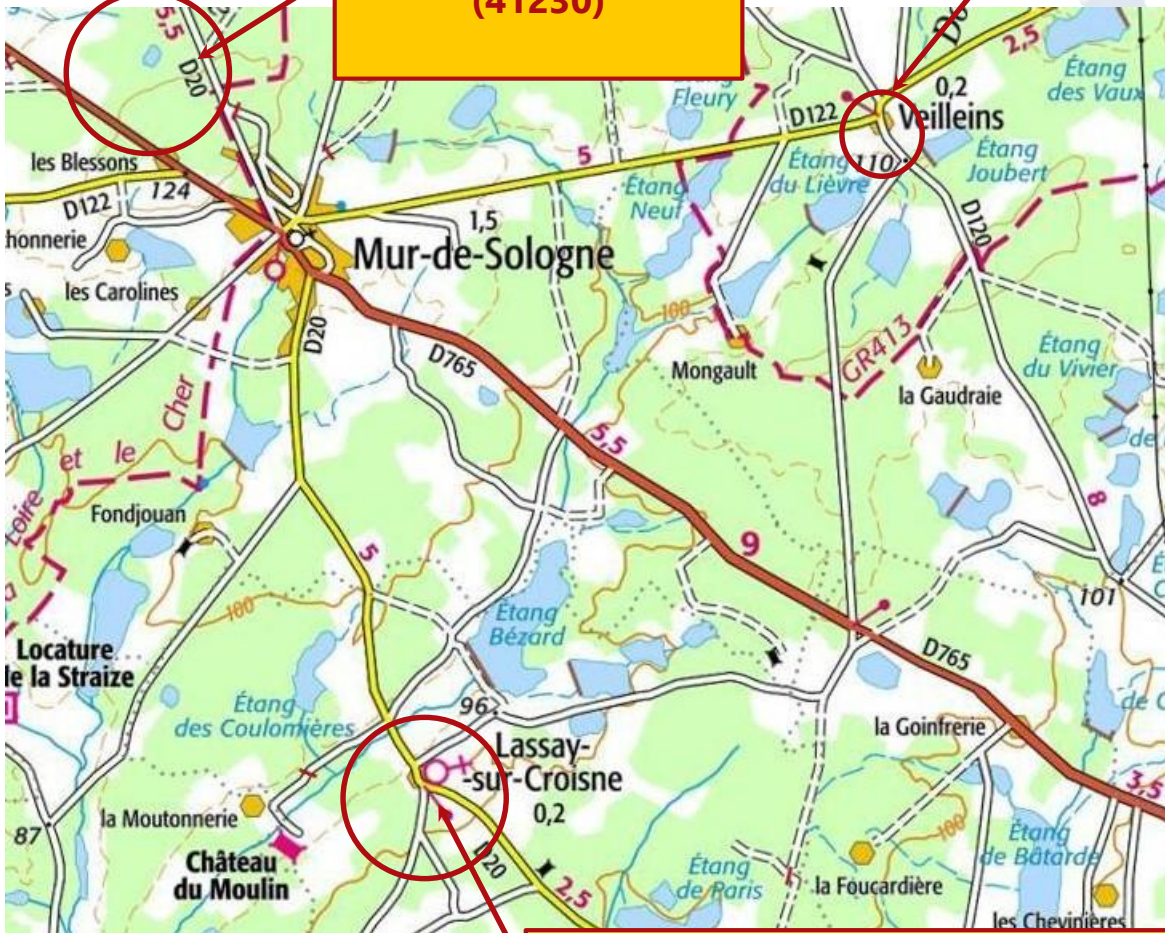 (41230)
5,5
D20
les Blessons
124
D122
honnerie
les Carolines
Mur-de-Sologne
1,5
5
D122
Étang
Fleury
Étang
Neuf
Étang
du Lièvre
110
0,2
Veilleins
2,5
Étang
des Vaux
Étang
Joubert
D120
D20
D765
100
Mongault
GR413
la Gaudraie
Étang
du Vivier
de
Loire et le Cher
Fondjouan
5,5
9
8
101
5
100
Étang
Bézard
Locature
de la Straize
Étang
des Coulomières
96
Lassay-
-sur-Croisne
0,2
D765
la Goinfrerie
de
3,5
la Moutonnerie
87
Château
du Moulin
D20
2,5
Étang
de Paris
la Foucardière
100
Étang
de Bâtarde
les Chevinières